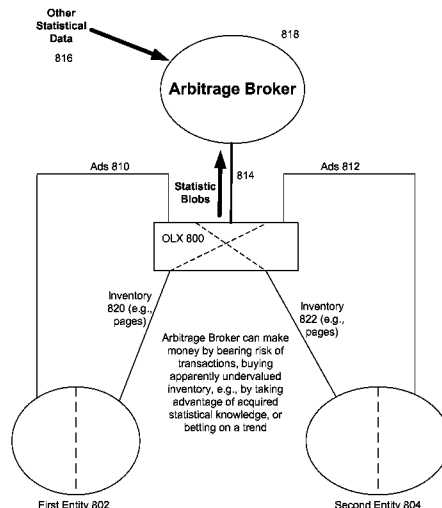 Other
Statistical
Data
816
818
Arbitrage Broker
Ads 810
814
Ads 812
Statistic
Blobs
OLX 800
Inventory
820 (e.g.,
pages)
Inventory
822 (e.g.,
pages)
Arbitrage Broker can make
money by bearing risk of
transactions, buying
apparently undervalued
inventory, e.g., by taking
advantage of acquired
statistical knowledge, or
betting on a trend
First Entity 802
Second Entity 804